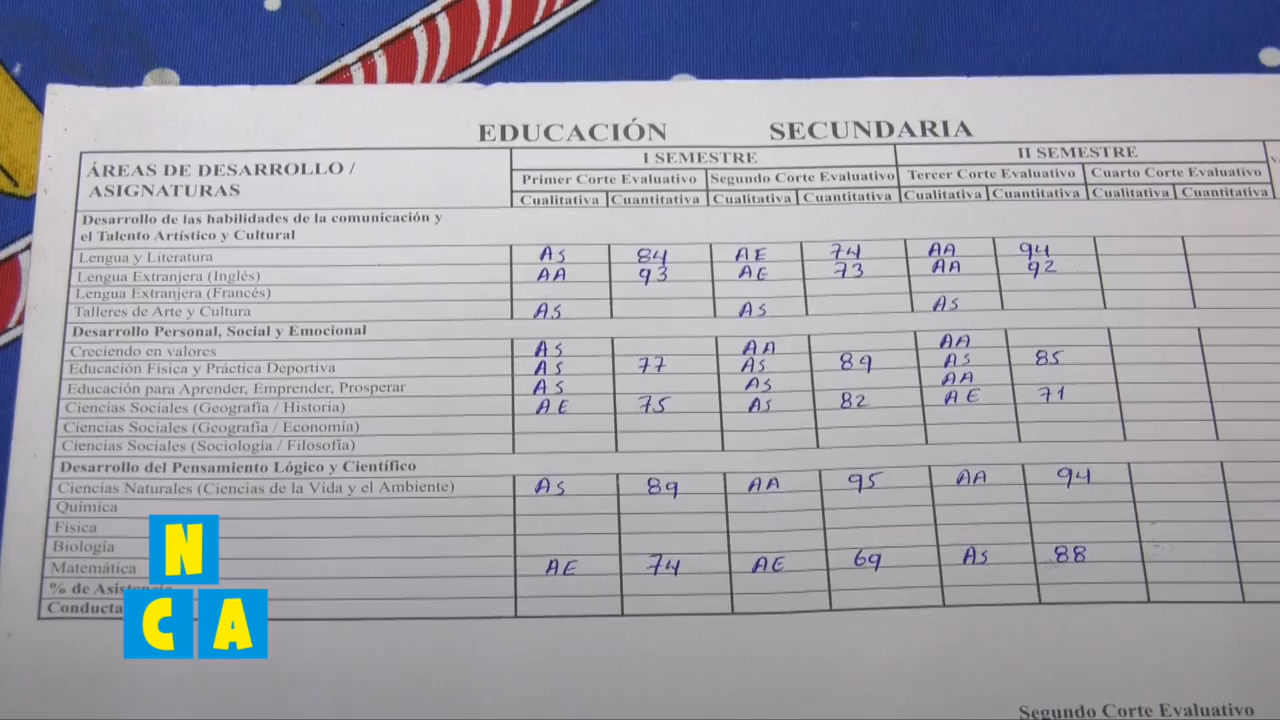 EDUCACIÓN SECUNDARIA
ÁREAS DE DESARROLLO / ASIGNATURAS
I SEMESTRE II SEMESTRE
Primer Corte Evaluativo Segundo Corte Evaluativo Tercer Corte Evaluativo Cuarto Corte Evaluativo
Cualitativa Cuantitativa Cualitativa Cuantitativa Cualitativa Cuantitativa Cualitativa Cuantitativa
Desarrollo de las habilidades de la comunicación y
el Talento Artístico y Cultural
Lengua y Literatura AS 84 AE 74 AA 94
Lengua Extranjera (Inglés) AA 93 AE 73 AA 92
Lengua Extranjera (Francés)
Talleres de Arte y Cultura AS AS AS
Desarrollo Personal, Social y Emocional
Creciendo en valores AS AA AA
Educación Física y Práctica Deportiva AS 77 AS 89 AS 85
Educación para Aprender, Emprender, Prosperar AS AS AA
Ciencias Sociales (Geografía / Historia) AE 75 AS 82 AE 71
Ciencias Sociales (Geografía / Economía)
Ciencias Sociales (Sociología / Filosofía)
Desarrollo del Pensamiento Lógico y Científico
Ciencias Naturales (Ciencias de la Vida y el Ambiente) AS 89 AA 95 AA 94
Química
Física
Biología
Matemática AE 74 AE 69 AS 88
% de
Conducta
N
C A
Segundo Corte Evaluativo